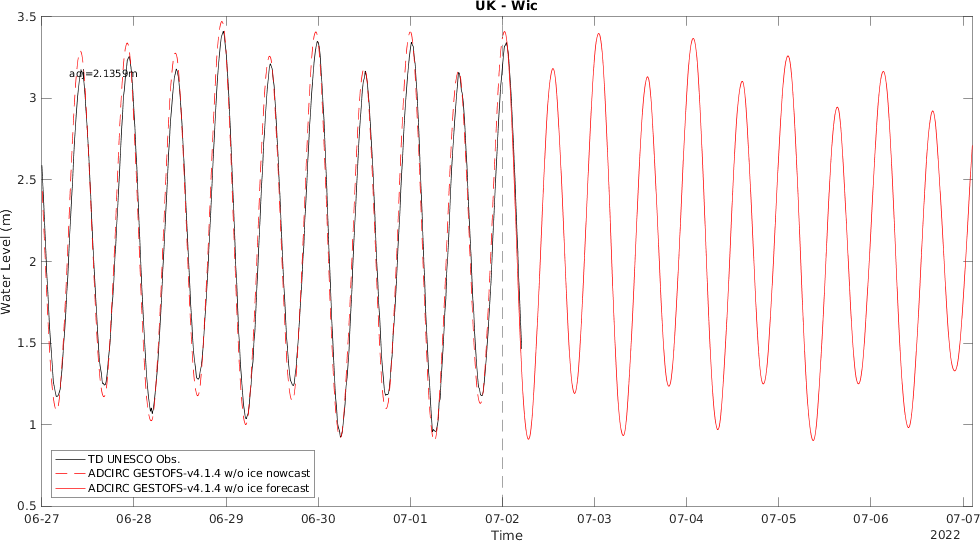 UK - Wic
3.5
3
2.5
2
1.5
1
0.5
Water Level (m)
adj=2.1359m
TD UNESCO Obs.
ADCIRC GESTOFS-v4.1.4 w/o ice nowcast
ADCIRC GESTOFS-v4.1.4 w/o ice forecast
06-27 06-28 06-29 06-30 07-01 07-02 07-03 07-04 07-05 07-06 07-07
Time
2022